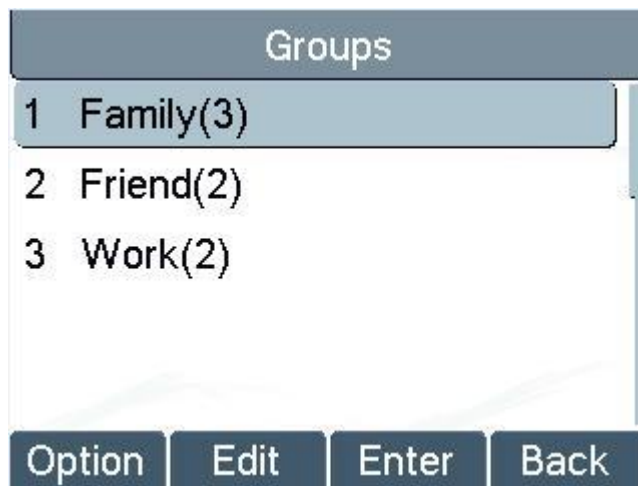 Groups
1 Family(3)
2 Friend(2)
3 Work(2)
Option Edit Enter Back